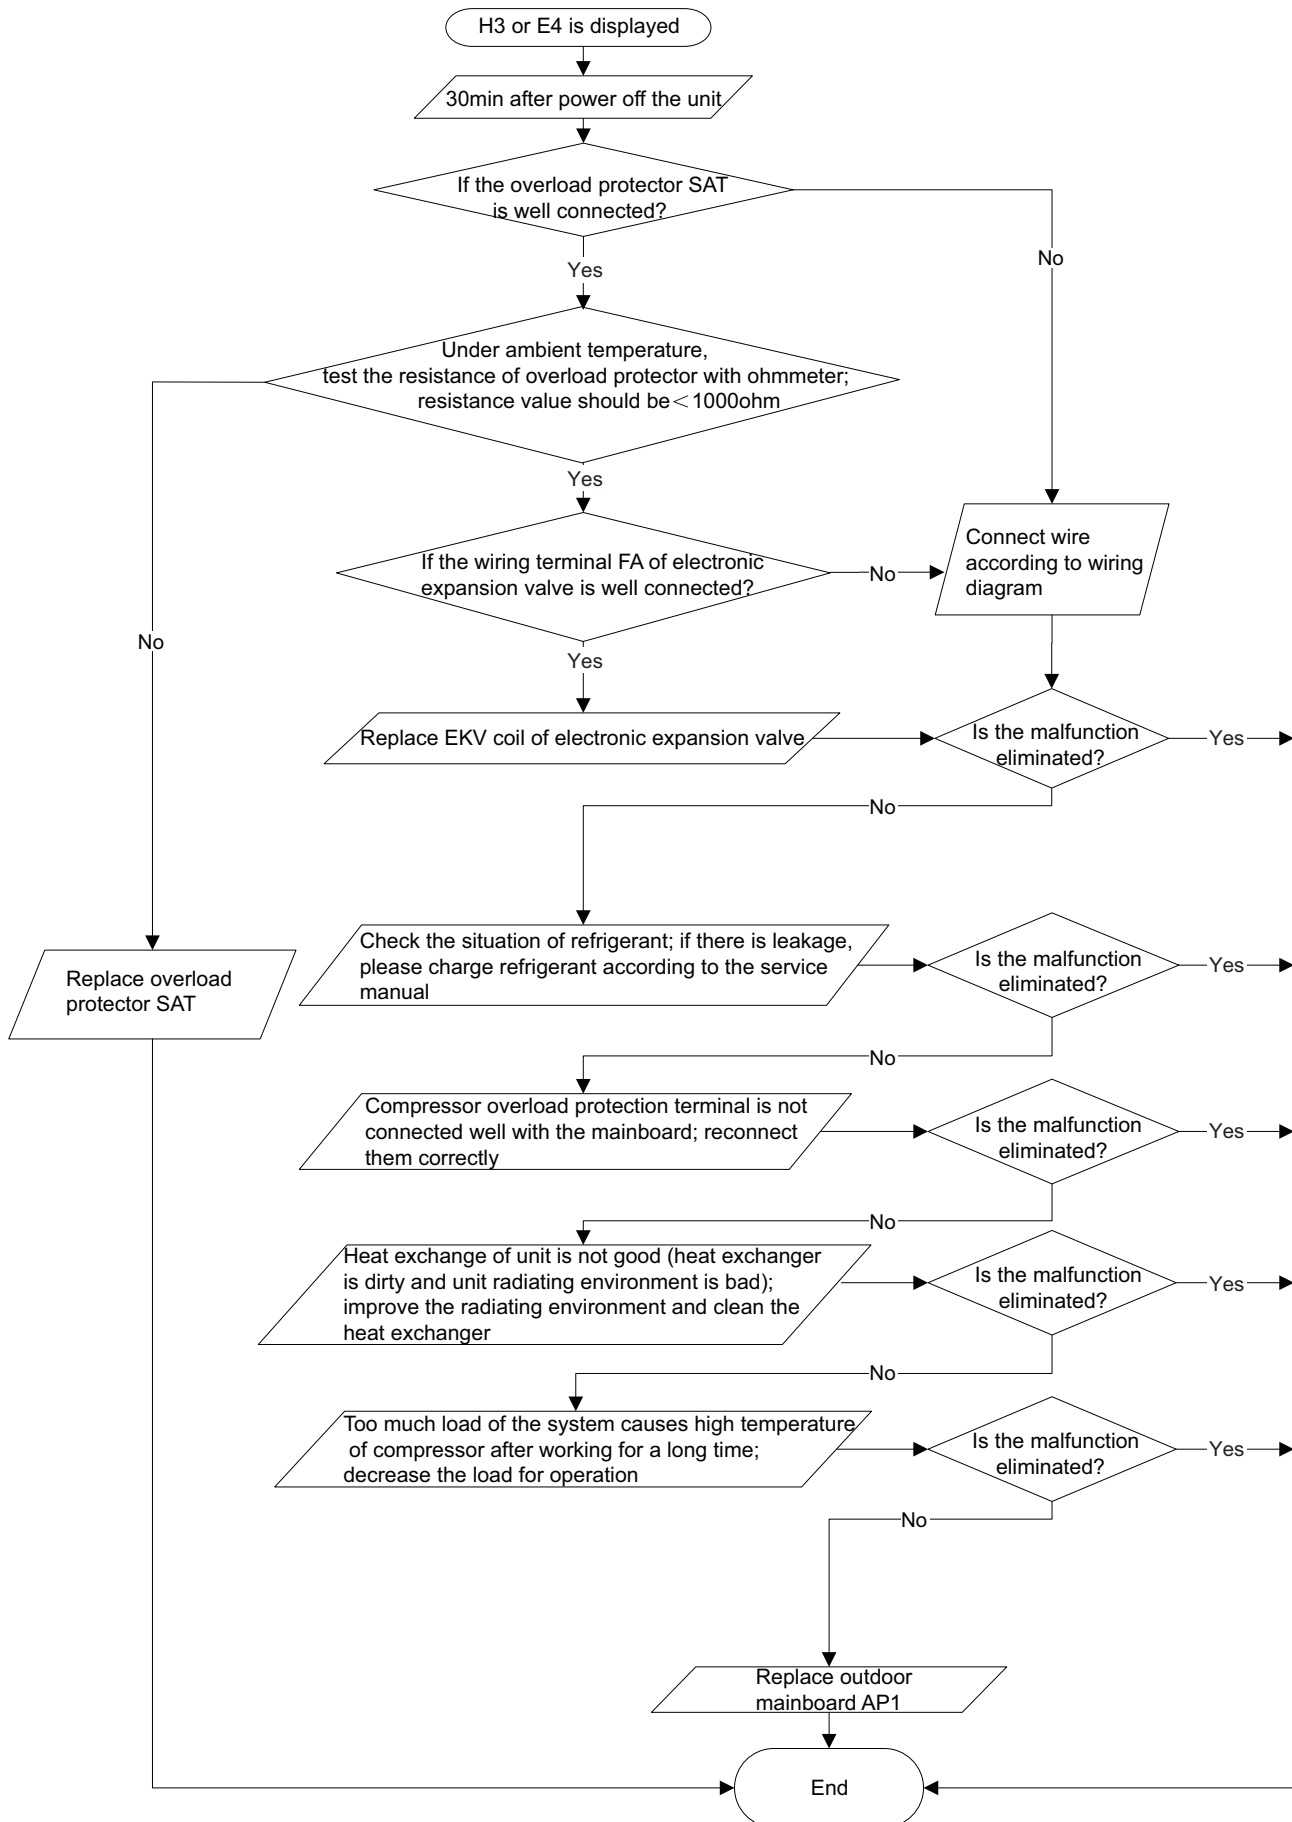 H3 or E4 is displayed
30min after power off the unit
If the overload protector SAT
is well connected?
No
Yes
Under ambient temperature,
test the resistance of overload protector with ohmmeter;
resistance value should be＜1000ohm
Yes
If the wiring terminal FA of electronic
expansion valve is well connected?
No
Connect wire
according to wiring
diagram
No
Yes
Replace EKV coil of electronic expansion valve
Is the malfunction
eliminated?
Yes
No
Check the situation of refrigerant; if there is leakage,
please charge refrigerant according to the service
manual
Is the malfunction
eliminated?
Yes
Replace overload
protector SAT
No
Compressor overload protection terminal is not
connected well with the mainboard; reconnect
them correctly
Is the malfunction
eliminated?
Yes
No
Heat exchange of unit is not good (heat exchanger
is dirty and unit radiating environment is bad);
improve the radiating environment and clean the
heat exchanger
Is the malfunction
eliminated?
Yes
No
Too much load of the system causes high temperature
of compressor after working for a long time;
decrease the load for operation
Is the malfunction
eliminated?
Yes
No
Replace outdoor
mainboard AP1
End